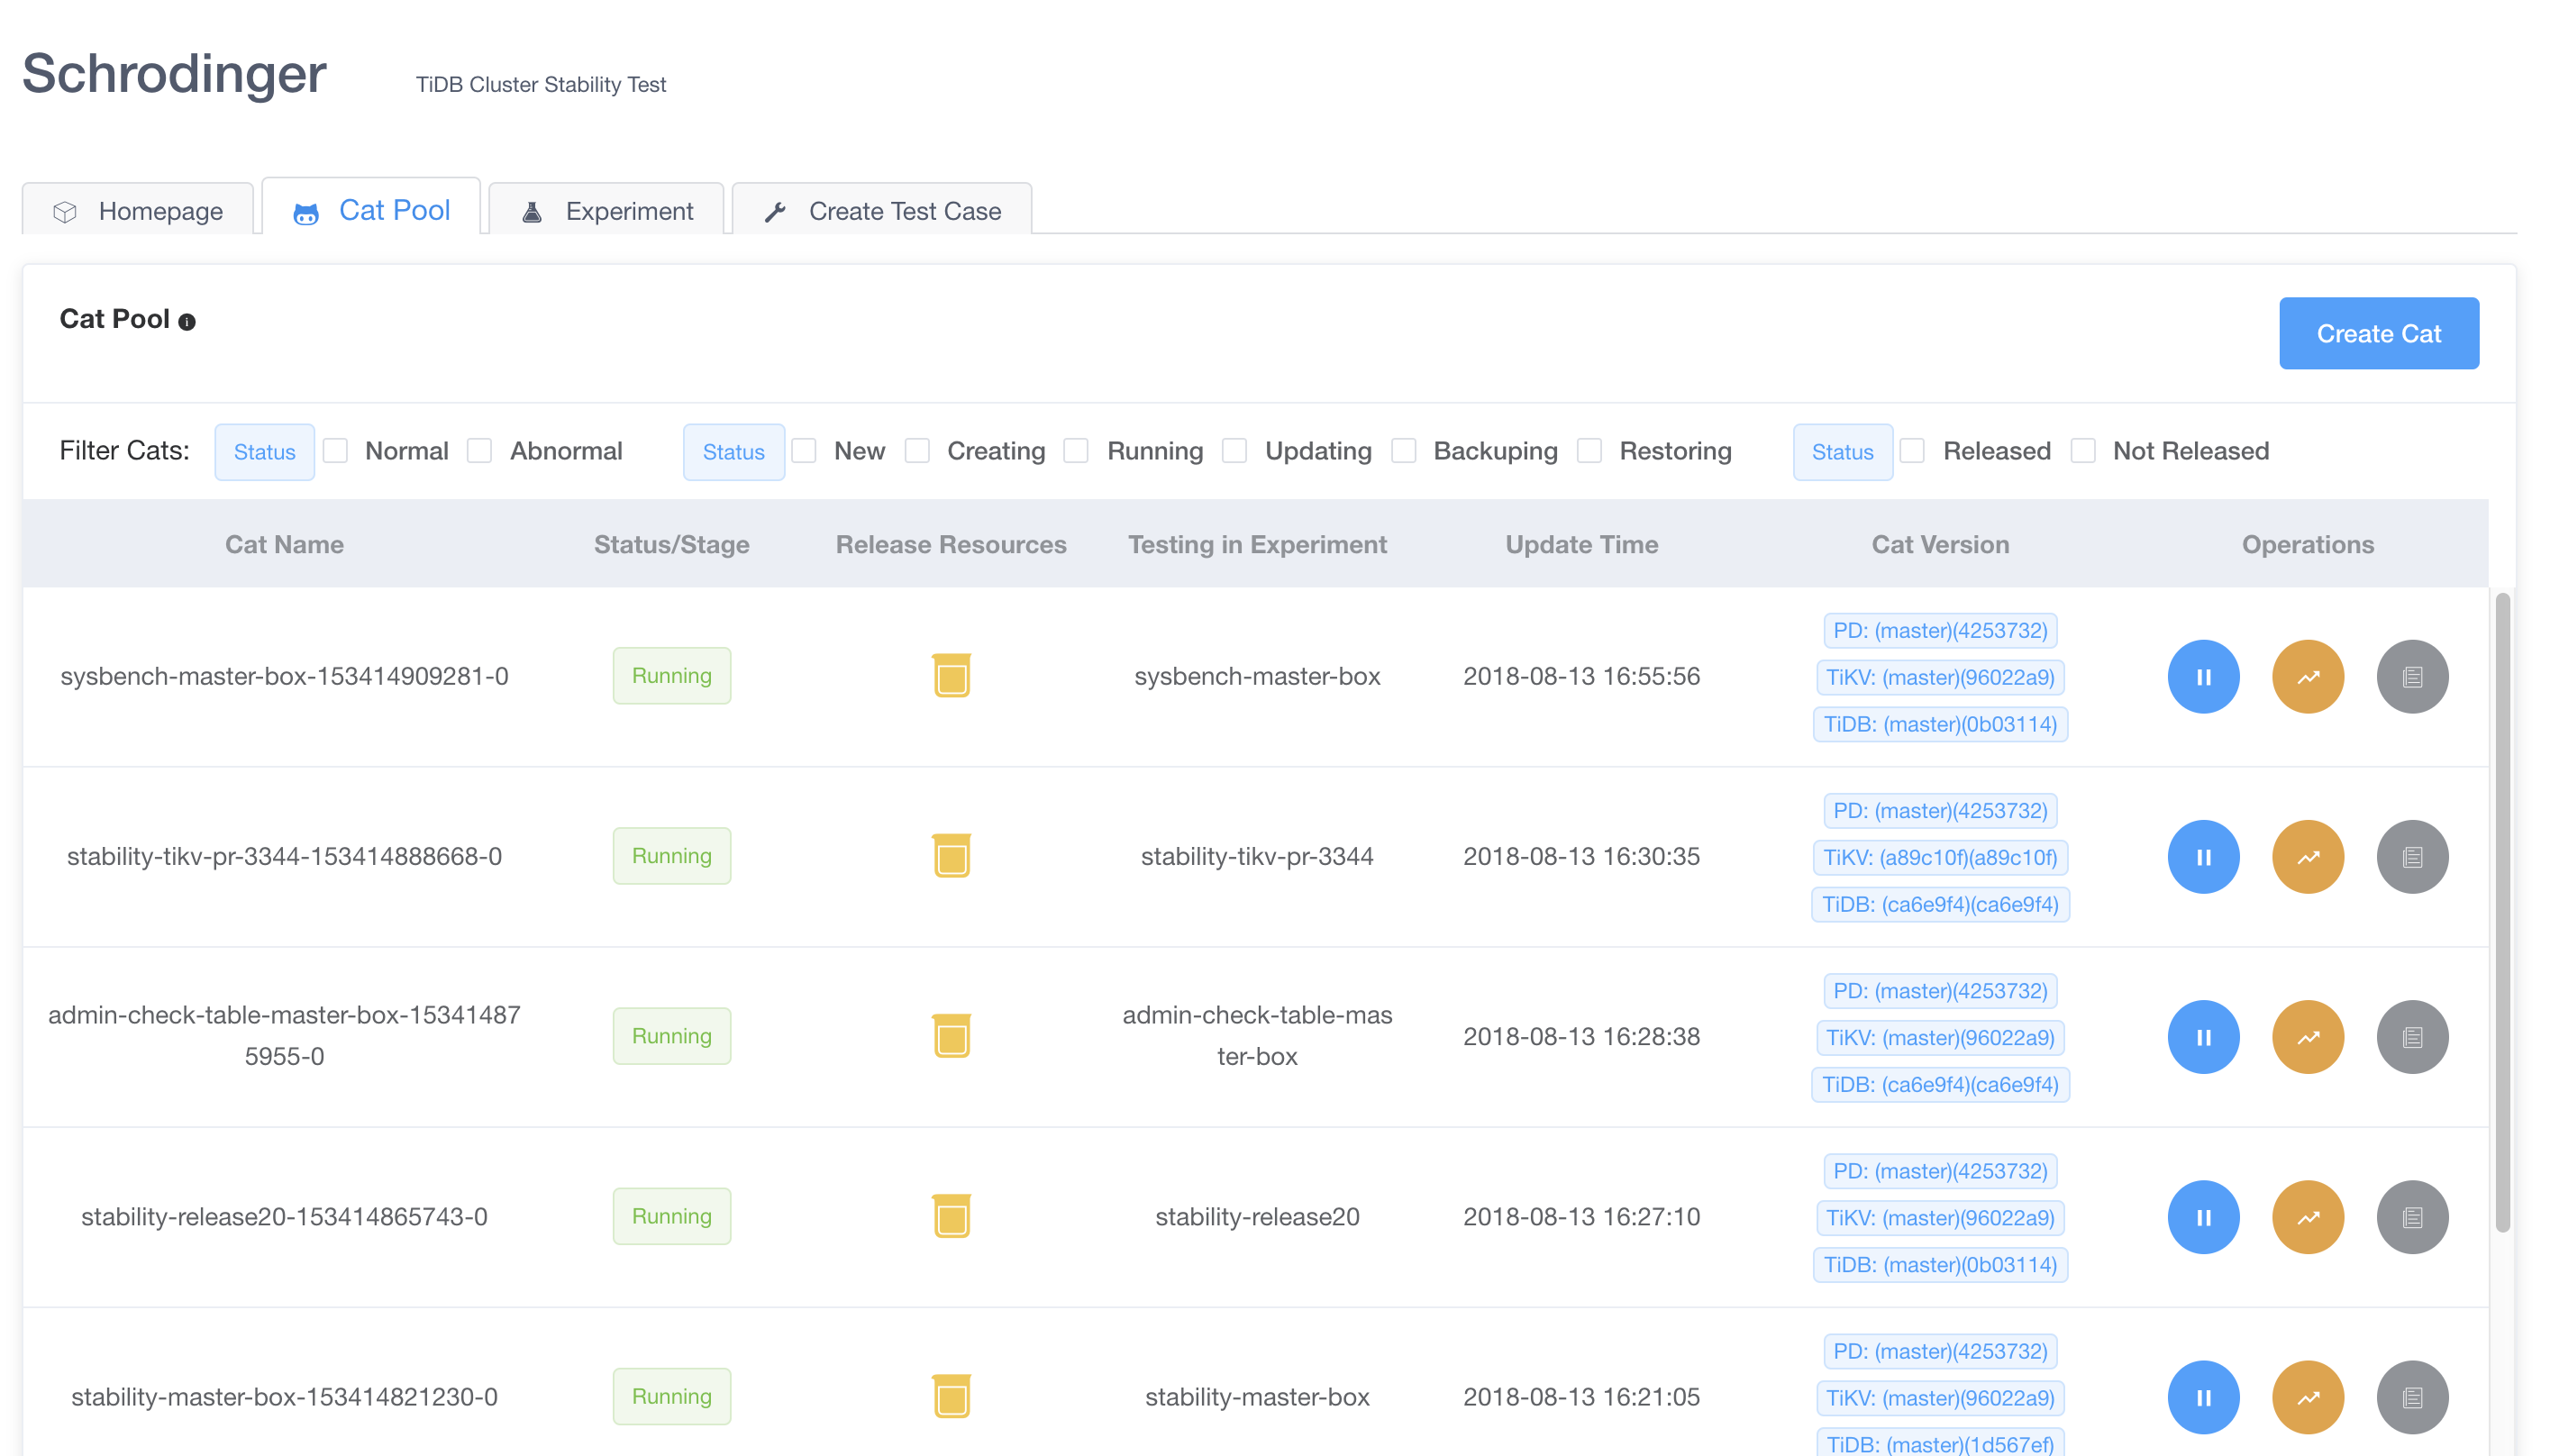 Schrodinger
TiDB Cluster Stability Test
Homepage
Cat Pool
Experiment
Create Test Case
Cat Pool
Create Cat
Filter Cats: Status Normal Abnormal Status New Creating Running Updating Backuping Restoring Status Released Not Released
Cat Name Status/Stage Release Resources Testing in Experiment Update Time Cat Version Operations
sysbench-master-box-153414909281-0
Running
sysbench-master-box
2018-08-13 16:55:56
PD: (master)(4253732)
TiKV: (master)(96022a9)
TiDB: (master)(0b03114)
stability-tikv-pr-3344-153414888668-0
Running
stability-tikv-pr-3344
2018-08-13 16:30:35
PD: (master)(4253732)
TiKV: (a89c10f)(a89c10f)
TiDB: (ca6e9f4)(ca6e9f4)
admin-check-table-master-box-15341487
5955-0
Running
admin-check-table-mas
ter-box
2018-08-13 16:28:38
PD: (master)(4253732)
TiKV: (master)(96022a9)
TiDB: (ca6e9f4)(ca6e9f4)
stability-release20-153414865743-0
Running
stability-release20
2018-08-13 16:27:10
PD: (master)(4253732)
TiKV: (master)(96022a9)
TiDB: (master)(0b03114)
stability-master-box-153414821230-0
Running
stability-master-box
2018-08-13 16:21:05
PD: (master)(4253732)
TiKV: (master)(96022a9)
TiDB: (master)(1d567ef)